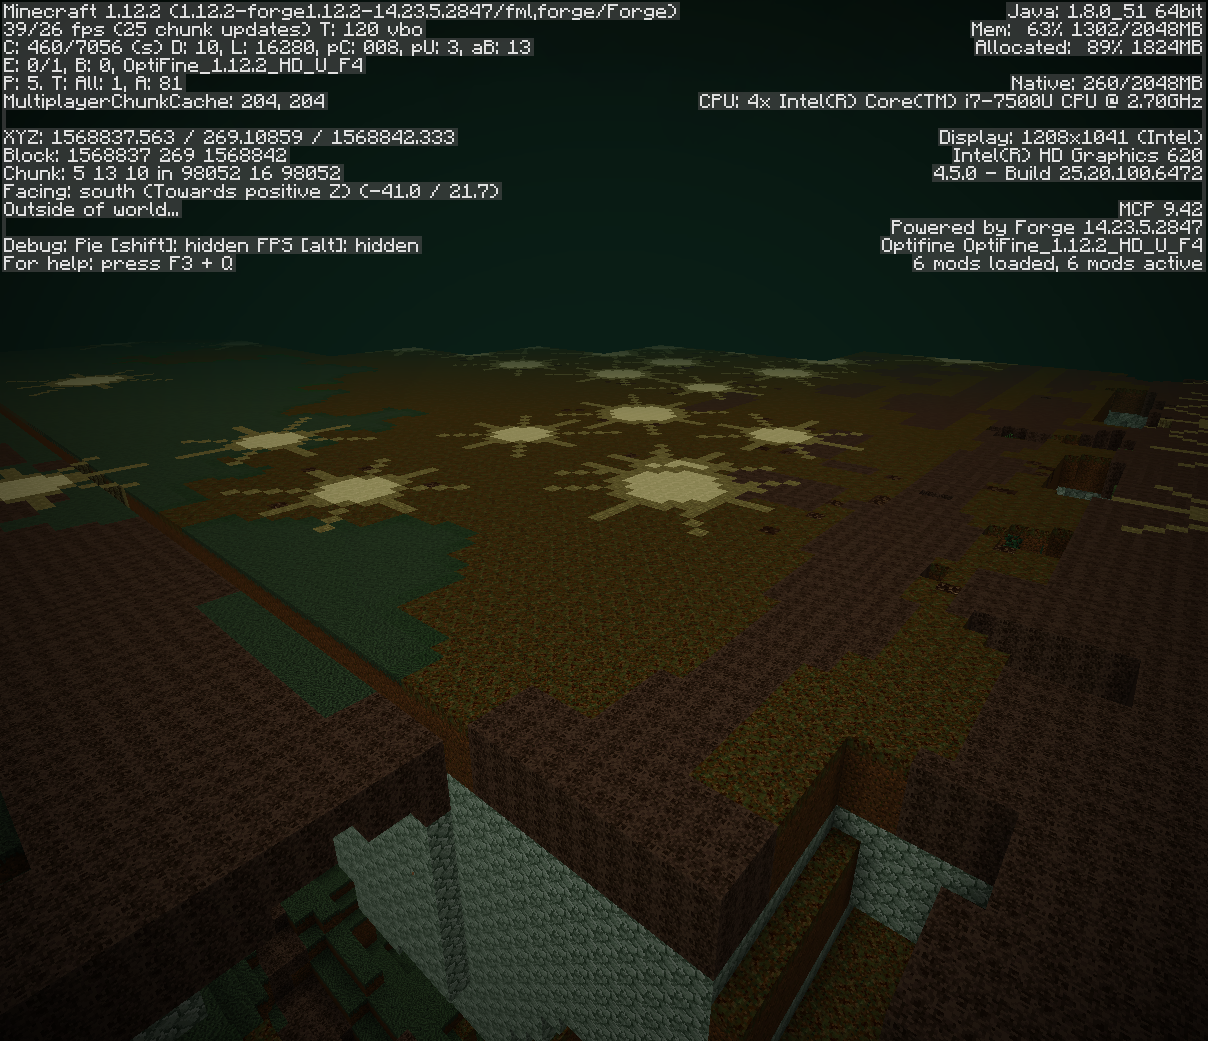 Minecraft 1.12.2 (1.12.2-forge1.12.2-14.23.5.2847/fml,forge/Forge)
39/26 fps (25 chunk updates) T: 120 vbo
C: 460/7056 (s) D: 10, L: 16280, pC: 008, pU: 3, aB: 13
E: 0/1, B: 0, OptiFine_1.12.2_HD_U_F4
P: 5. T: All: 1, A: 81
MultiplayerChunkCache: 204, 204
XYZ: 1568837.563 / 269.10859 / 1568842.333
Block: 1568837 269 1568842
Chunk: 5 13 10 in 98052 16 98052
Facing: south (Towards positive Z) (-41.0 / 21.7)
Outside of world...
Debug: Pie [shift]: hidden FPS [alt]: hidden
For help: press F3 + Q
Java: 1.8.0_51 64bit
Mem: 63% 1302/2048MB
Allocated: 89% 1824MB
Native: 260/2048MB
CPU: 4x Intel(R) Core(TM) i7-7500U CPU @ 2.70GHz
Display: 1208x1041 (Intel)
Intel(R) HD Graphics 620
4.5.0 - Build 25.20.100.6472
MCP 9.42
Powered by Forge 14.23.5.2847
Optifine OptiFine_1.12.2_HD_U_F4
6 mods loaded, 6 mods active